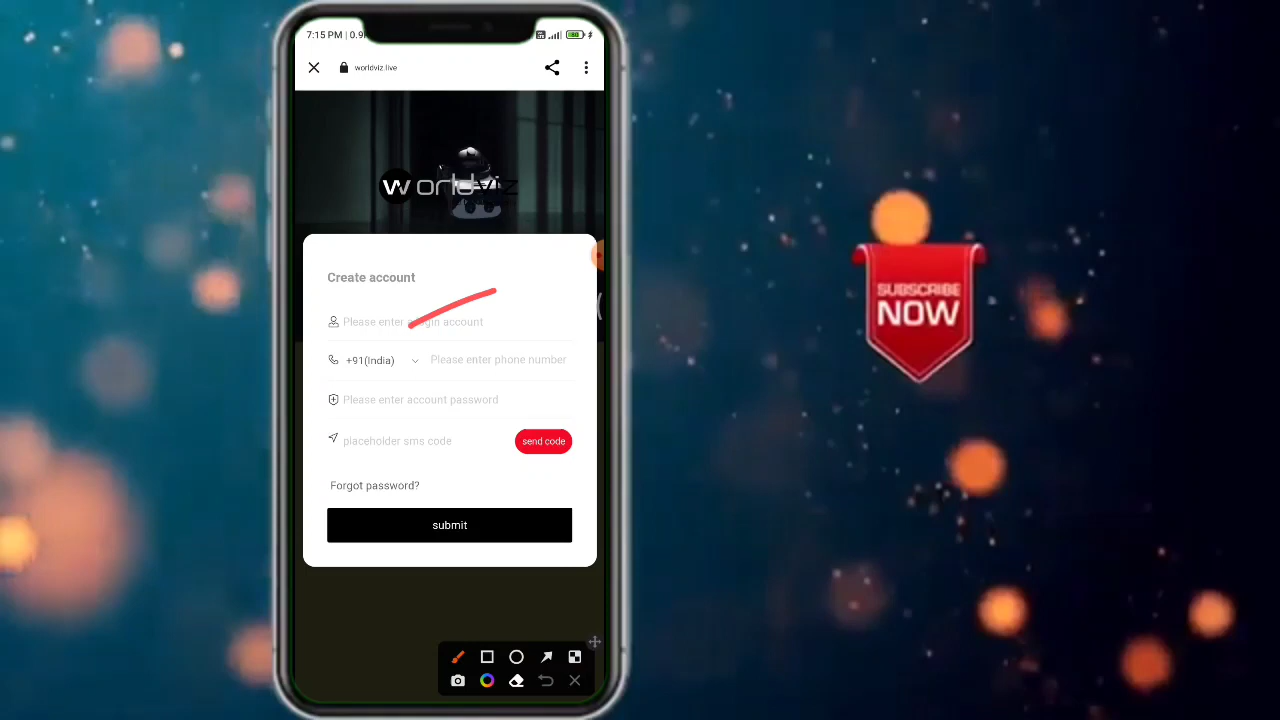 7:15 PM | 0.9
worldviz.live
worldviz
Create account
Please enter a login account
+91(India)
Please enter phone number
Please enter account password
placeholder sms code
send code
Forgot password?
submit
SUBSCRIBE
NOW